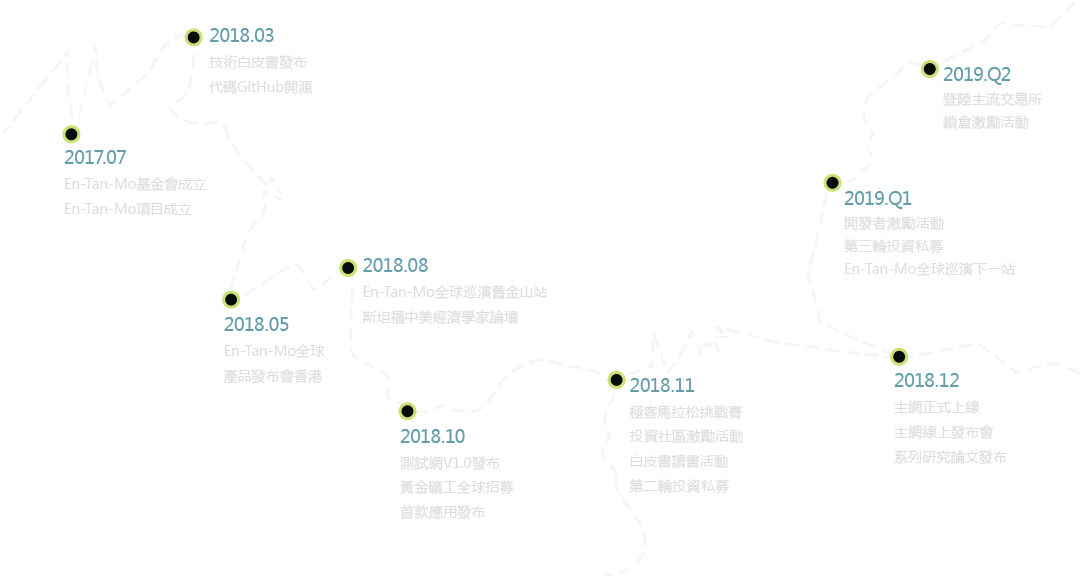 2017.07
En-Tan-Mo基金會成立
En-Tan-Mo項目成立
2018.03
技術白皮書發布
代碼GitHub開源
2018.05
En-Tan-Mo全球
產品發布會香港
2018.08
En-Tan-Mo全球巡演舊金山站
斯坦福中美經濟學家論壇
2018.10
測試網V1.0發布
黃金礦工全球招募
首款應用發布
2018.11
極客馬拉松挑戰賽
投資社區激勵活動
白皮書讀書活動
第二輪投資私募
2018.12
主網正式上線
主網線上發布會
系列研究論文發布
2019.Q1
開發者激勵活動
第三輪投資私募
En-Tan-Mo全球巡演下一站
2019.Q2
登陸主流交易所
鎖倉激勵活動